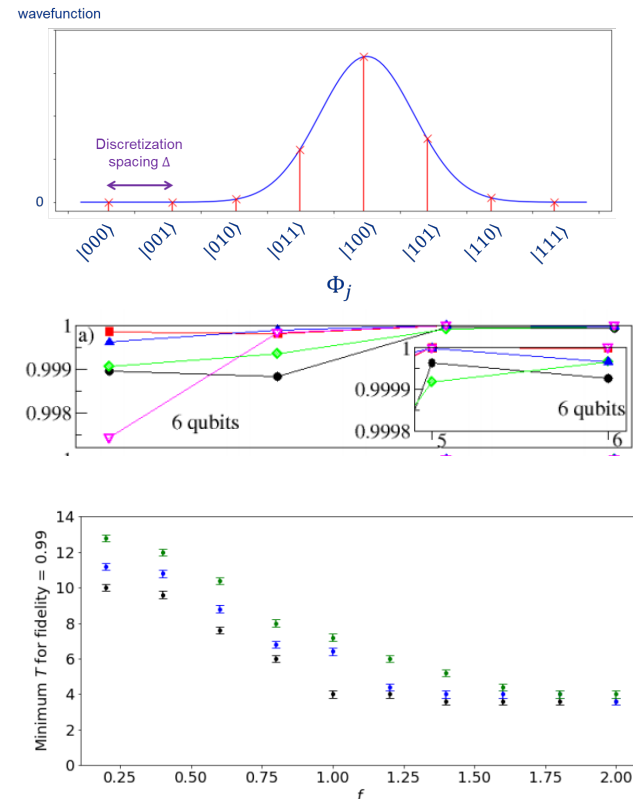 wavefunction
Discretization
spacing Δ
0
|000⟩ |001⟩ |010⟩ |011⟩ |100⟩ |101⟩ |110⟩ |111⟩
Φj
1
a)
0.999
0.998
6 qubits
1
0.9999
0.9998
6 qubits
5 6
1
Minimum T for fidelity = 0.99
14
12
10
8
6
4
2
0
0.25 0.50 0.75 1.00 1.25 1.50 1.75 2.00
f